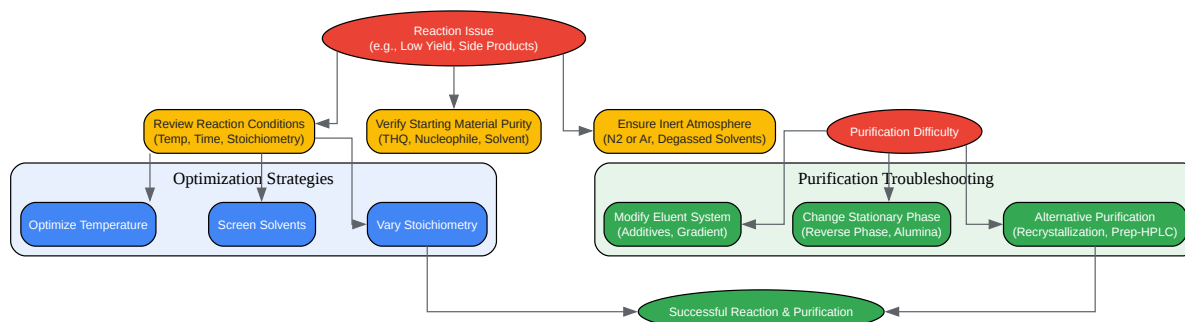 Reaction Issue
(e.g., Low Yield, Side Products)
Review Reaction Conditions
(Temp, Time, Stoichiometry)
Verify Starting Material Purity
(THQ, Nucleophile, Solvent)
Ensure Inert Atmosphere
(N2 or Ar, Degassed Solvents)
Purification Difficulty
Optimization Strategies
Optimize Temperature
Screen Solvents
Vary Stoichiometry
Purification Troubleshooting
Modify Eluent System
(Additives, Gradient)
Change Stationary Phase
(Reverse Phase, Alumina)
Alternative Purification
(Recrystallization, Prep-HPLC)
Successful Reaction & Purification